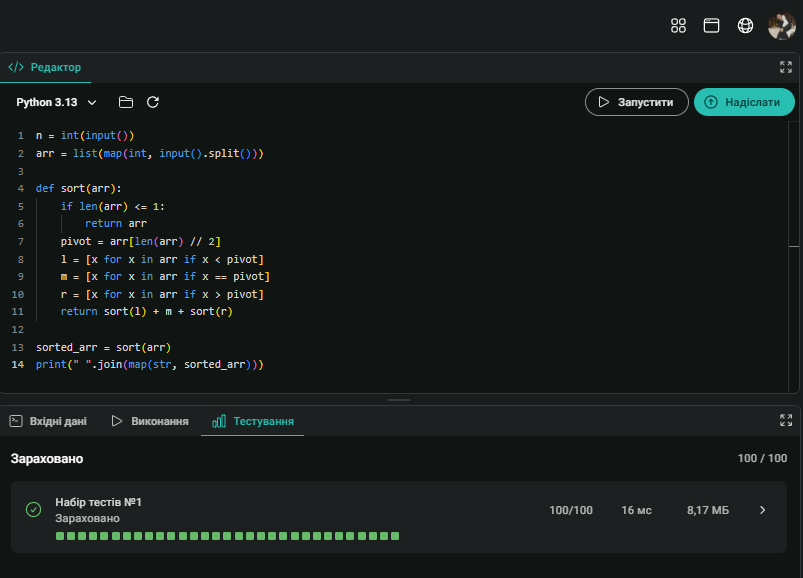 Редактор
Python 3.13
Запустити
Надіслати
1 n = int(input())
2 arr = list(map(int, input().split()))
3
4 def sort(arr):
5     if len(arr) <= 1:
6         return arr
7     pivot = arr[len(arr) // 2]
8     l = [x for x in arr if x < pivot]
9     m = [x for x in arr if x == pivot]
10     r = [x for x in arr if x > pivot]
11     return sort(l) + m + sort(r)
12
13 sorted_arr = sort(arr)
14 print(" ".join(map(str, sorted_arr)))
Вхідні дані
Виконання
Тестування
Зараховано
100 / 100
Набір тестів №1
Зараховано
100/100
16 мс
8,17 МБ